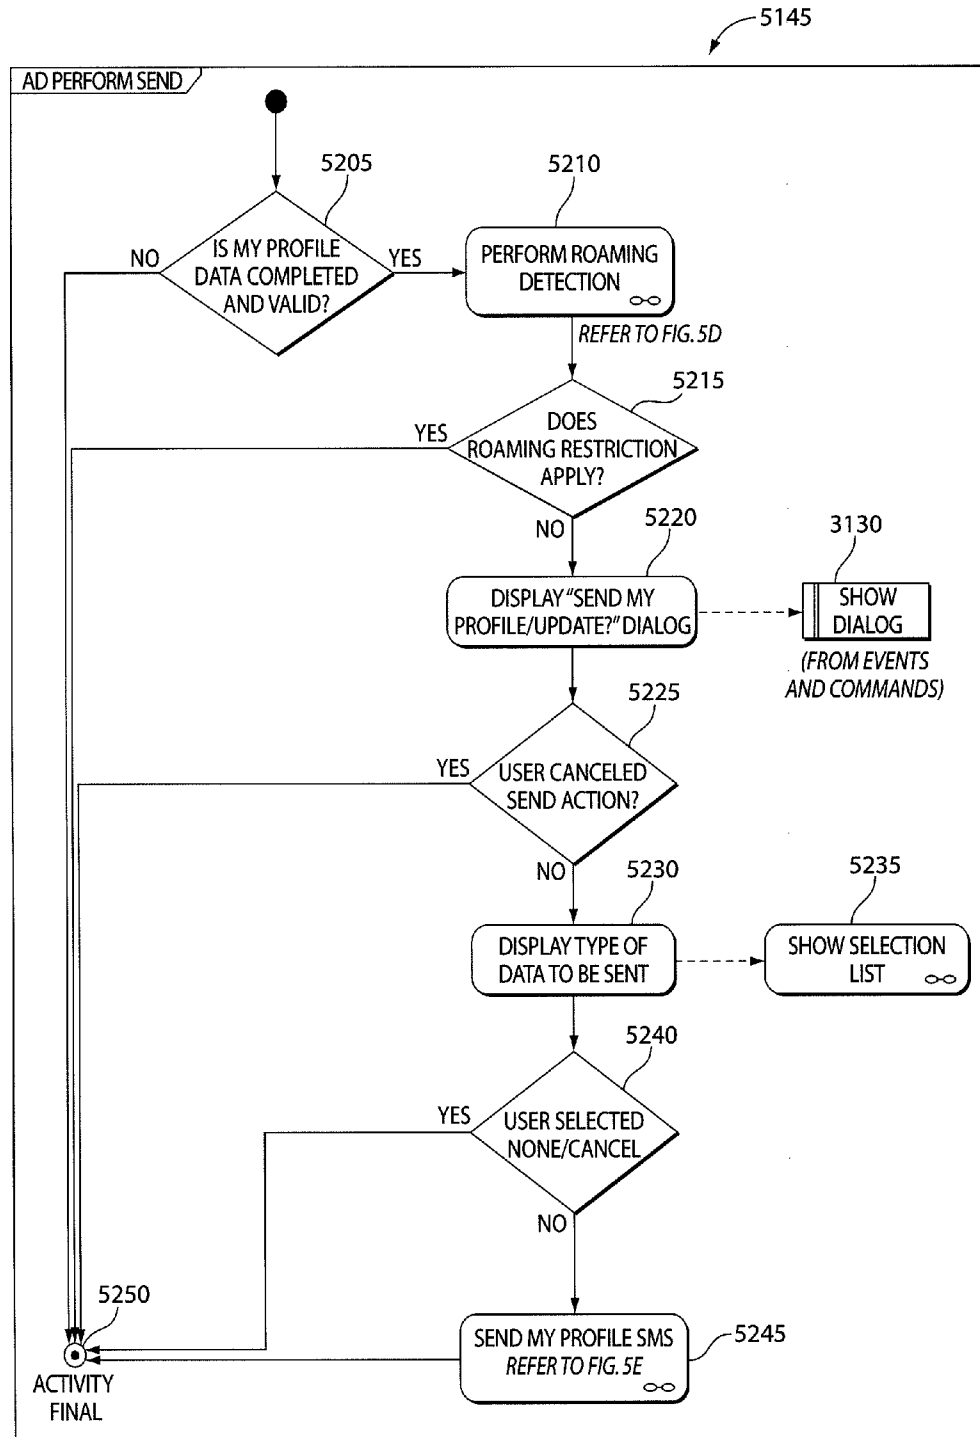 5145
AD PERFORM SEND
5205
5210
IS MY PROFILE
DATA COMPLETED
AND VALID?
NO
YES
PERFORM ROAMING
DETECTION
REFER TO FIG. 5D
5215
DOES
ROAMING RESTRICTION
APPLY?
YES
NO
5220
3130
DISPLAY "SEND MY
PROFILE/UPDATE?" DIALOG
SHOW
DIALOG
(FROM EVENTS
AND COMMANDS)
5225
YES
USER CANCELED
SEND ACTION?
NO
5230
5235
DISPLAY TYPE OF
DATA TO BE SENT
SHOW SELECTION
LIST
5240
YES
USER SELECTED
NONE/CANCEL
NO
5250
ACTIVITY
FINAL
SEND MY PROFILE SMS
REFER TO FIG. 5E
5245